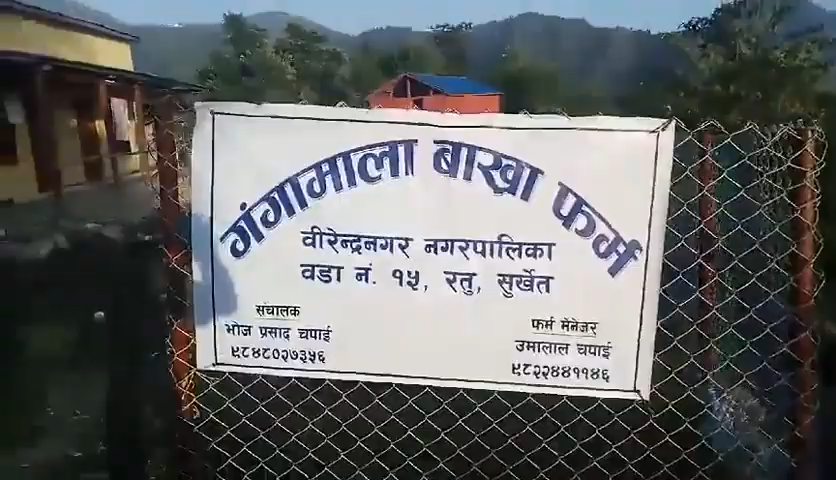 गंगामाला बाखा फर्म
वीरेन्द्रनगर नगरपालिका
वडा नं. १५, रतु, सुर्खेत
संचालक
भोज प्रसाद चपाई
९८४८०२७३५६
फर्म मेनेजर
उमालाल चपाई
९८२२४४११४६